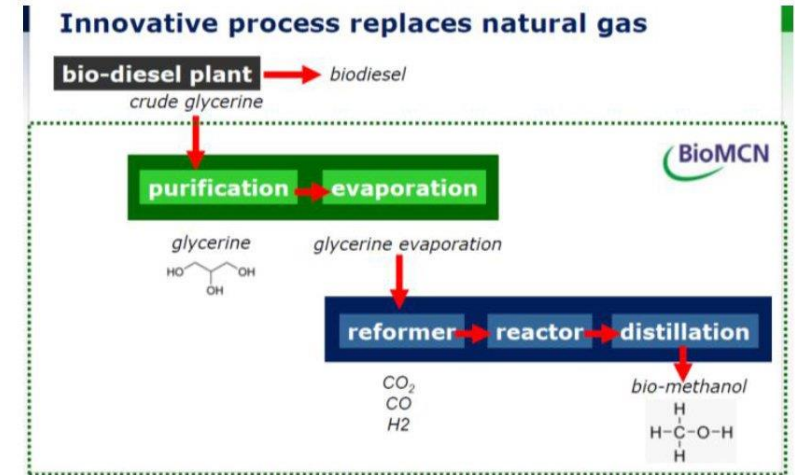 Innovative process replaces natural gas
bio-diesel plant biodiesel
crude glycerine
BioMCN
purification evaporation
glycerine glycerine evaporation
HO OH
OH
reformer reactor distillation
CO₂
CO
H2
bio-methanol
H
H-C-O-H
H